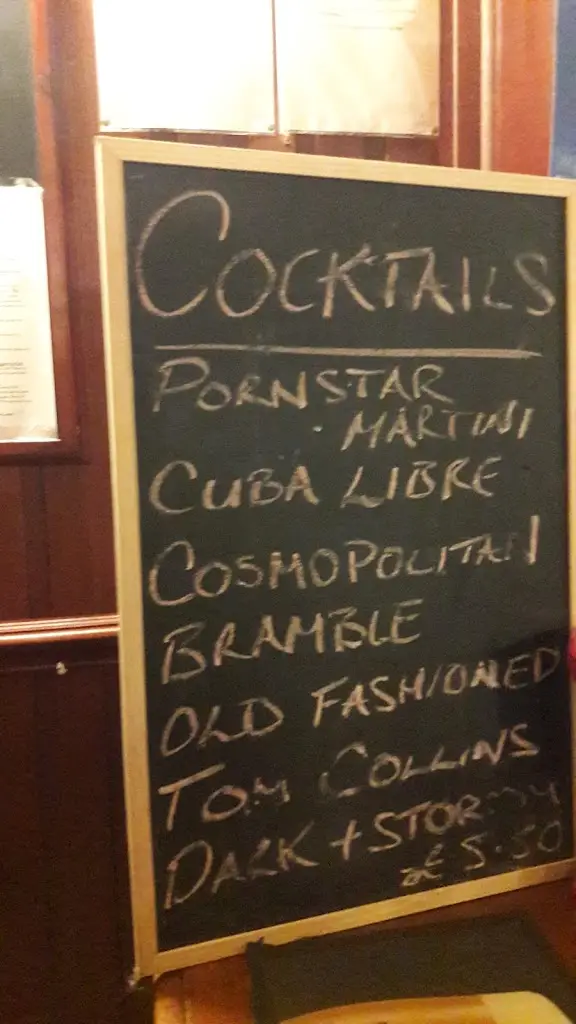 COCKTAILS
PORNSTAR
MARTINI
CUBA LIBRE
COSMOPOLITAN
BRAMBLE
OLD FASHIONED
TOM COLLINS
DARK + STORMY
£5.50